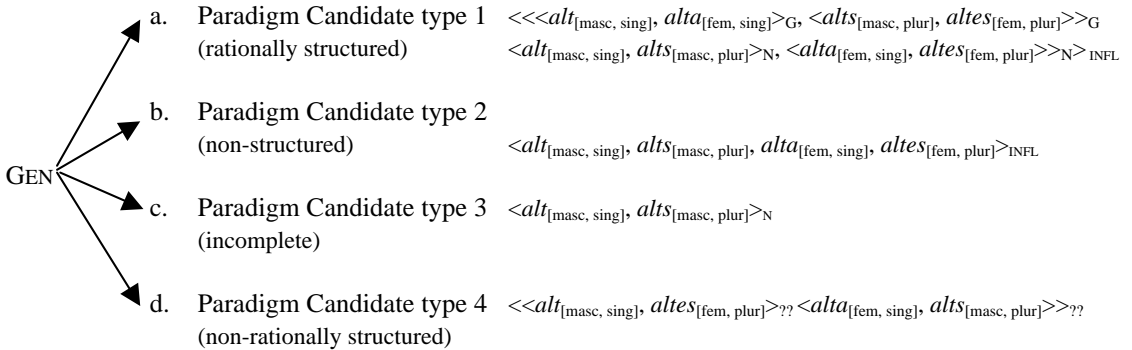 a. Paradigm Candidate type 1 <<<alt[masc, sing], alta[fem, sing]>G, <alts[masc, plur], altes[fem, plur]>>G
(rationally structured) <alt[masc, sing], alts[masc, plur]>N, <alta[fem, sing], altes[fem, plur]>>N> INFL
b. Paradigm Candidate type 2
(non-structured) <alt[masc, sing], alts[masc, plur], alta[fem, sing], altes[fem, plur]>INFL
GEN
c. Paradigm Candidate type 3 <alt[masc, sing], alts[masc, plur]>N
(incomplete)
d. Paradigm Candidate type 4 <<alt[masc, sing], altes[fem, plur]>?? <alta[fem, sing], alts[masc, plur]>>??
(non-rationally structured)